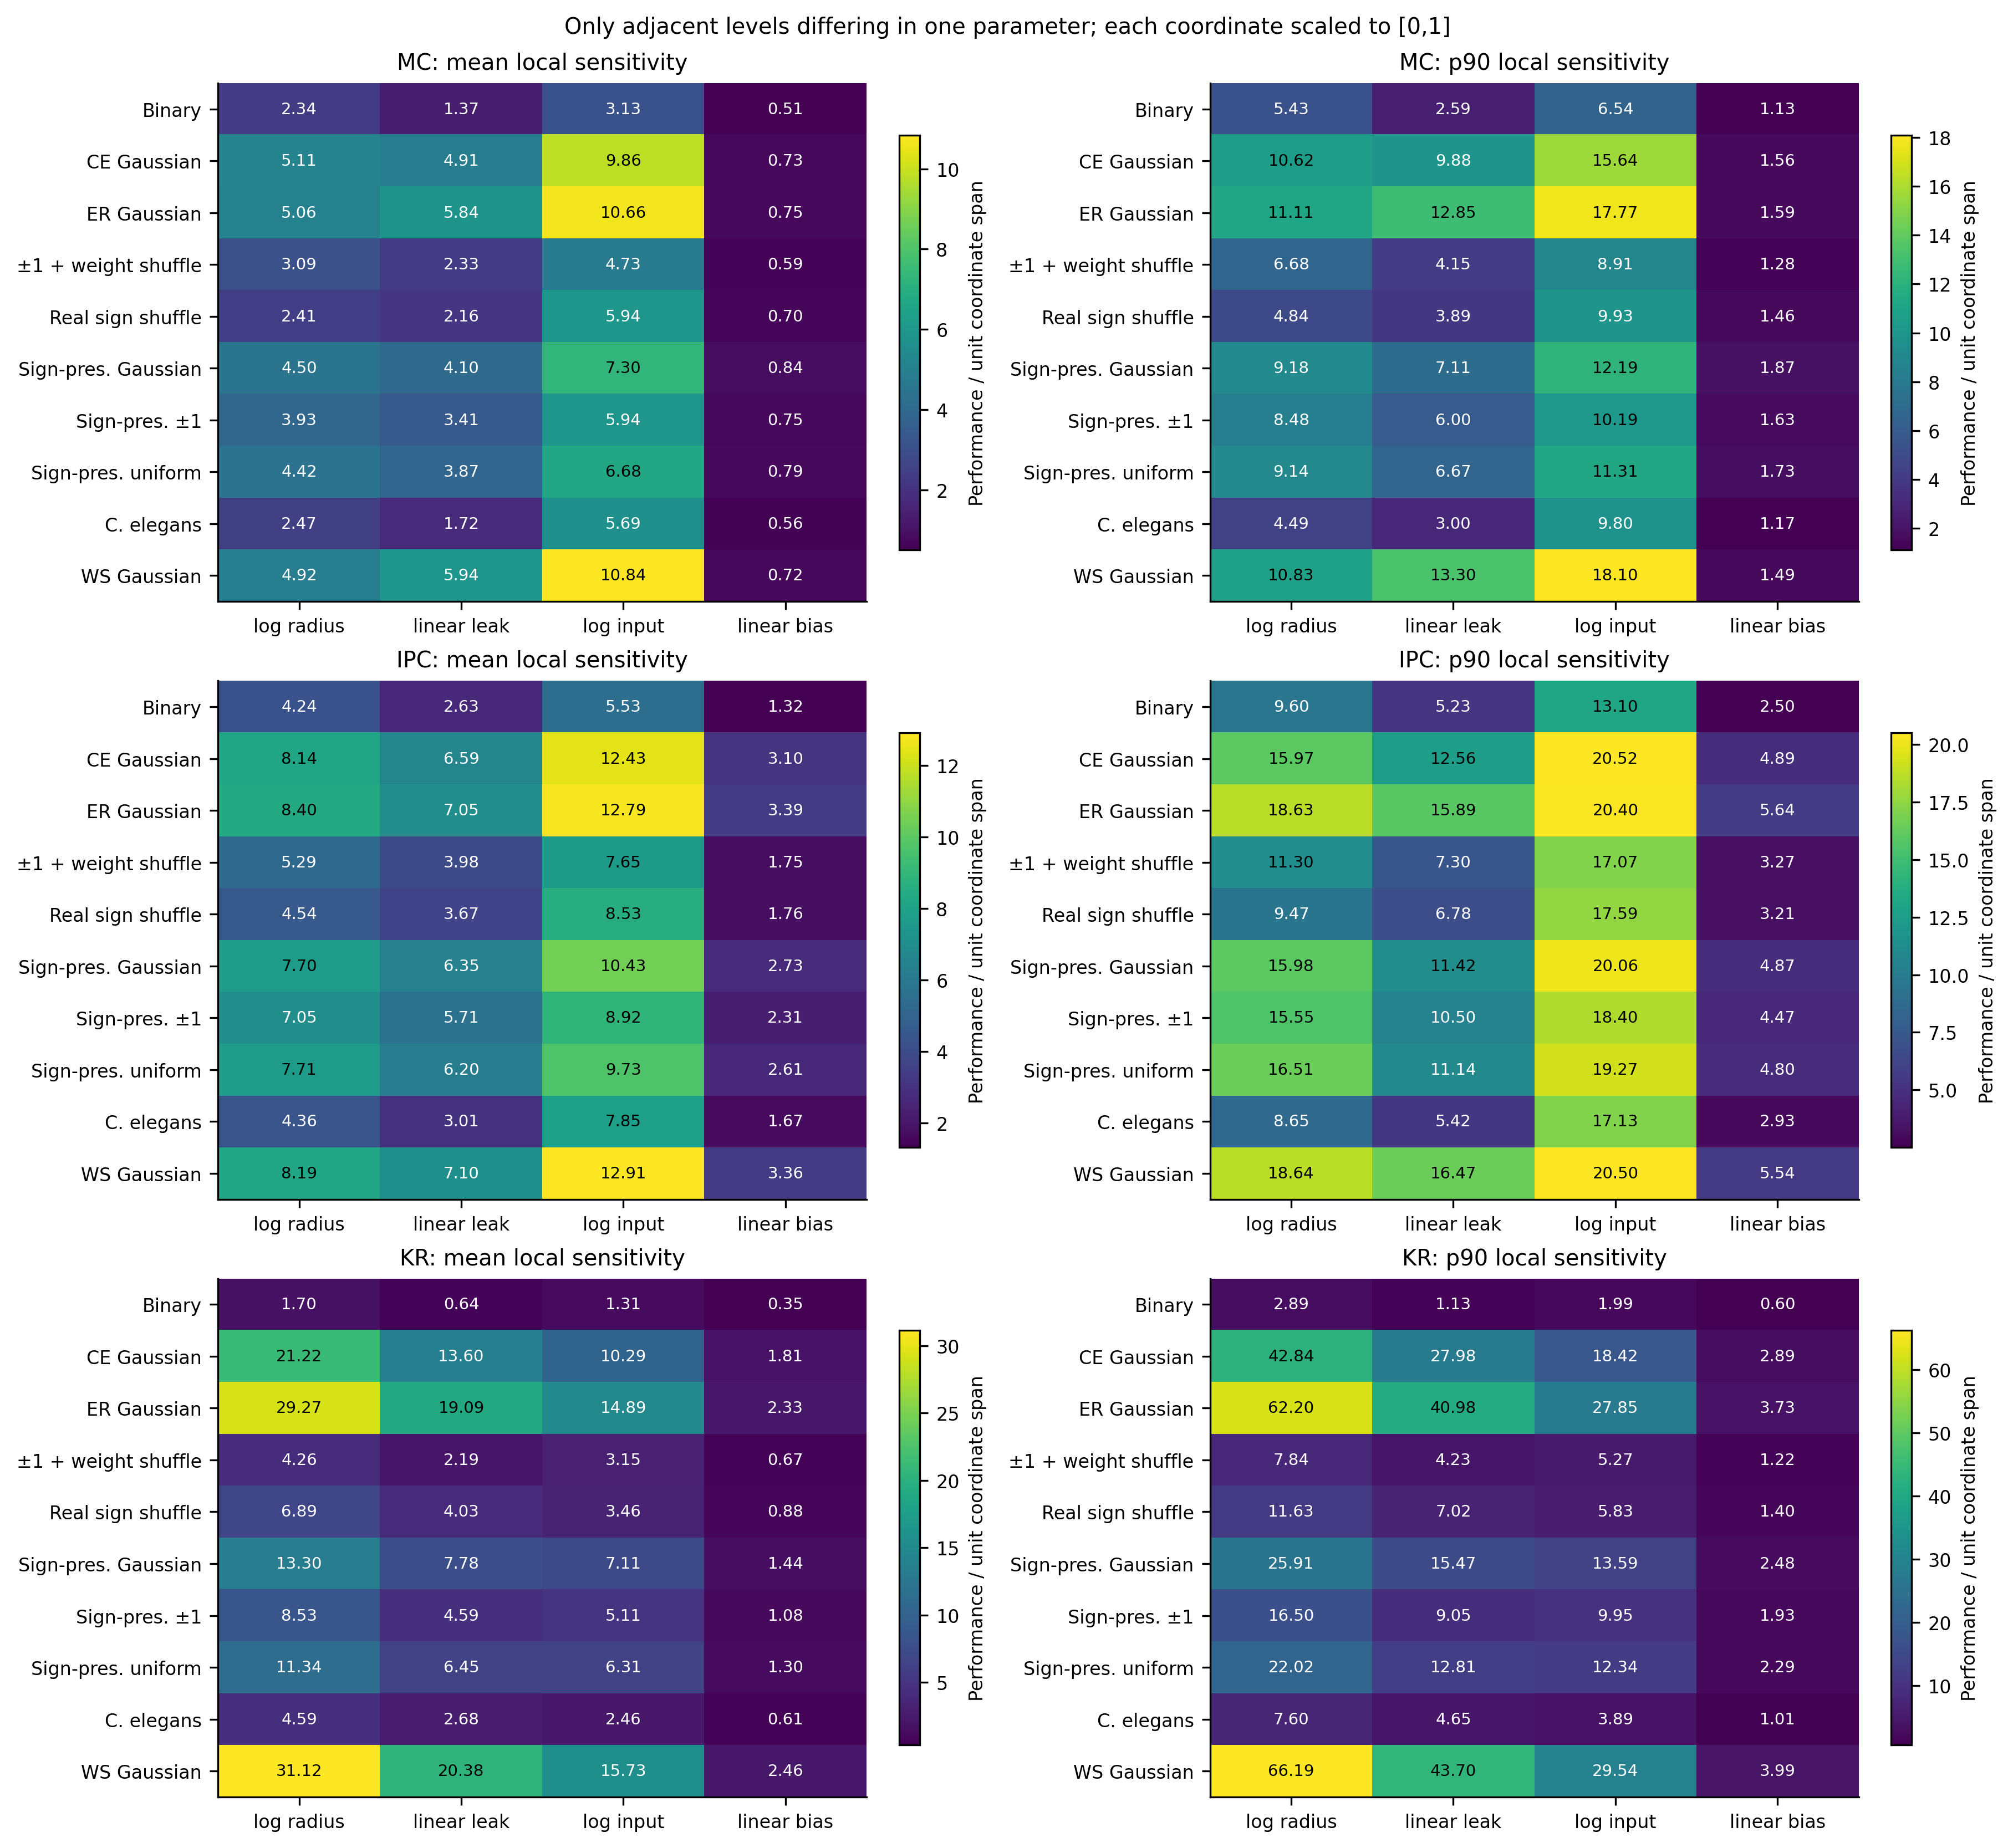 Only adjacent levels differing in one parameter; each coordinate scaled to [0,1]
MC: mean local sensitivity
Binary 2.34 1.37 3.13 0.51
CE Gaussian 5.11 4.91 9.86 0.73
ER Gaussian 5.06 5.84 10.66 0.75
±1 + weight shuffle 3.09 2.33 4.73 0.59
Real sign shuffle 2.41 2.16 5.94 0.70
Sign-pres. Gaussian 4.50 4.10 7.30 0.84
Sign-pres. ±1 3.93 3.41 5.94 0.75
Sign-pres. uniform 4.42 3.87 6.68 0.79
C. elegans 2.47 1.72 5.69 0.56
WS Gaussian 4.92 5.94 10.84 0.72
log radius linear leak log input linear bias
10
8
6
4
2
Performance / unit coordinate span
MC: p90 local sensitivity
Binary 5.43 2.59 6.54 1.13
CE Gaussian 10.62 9.88 15.64 1.56
ER Gaussian 11.11 12.85 17.77 1.59
±1 + weight shuffle 6.68 4.15 8.91 1.28
Real sign shuffle 4.84 3.89 9.93 1.46
Sign-pres. Gaussian 9.18 7.11 12.19 1.87
Sign-pres. ±1 8.48 6.00 10.19 1.63
Sign-pres. uniform 9.14 6.67 11.31 1.73
C. elegans 4.49 3.00 9.80 1.17
WS Gaussian 10.83 13.30 18.10 1.49
log radius linear leak log input linear bias
18
16
14
12
10
8
6
4
2
Performance / unit coordinate span
IPC: mean local sensitivity
Binary 4.24 2.63 5.53 1.32
CE Gaussian 8.14 6.59 12.43 3.10
ER Gaussian 8.40 7.05 12.79 3.39
±1 + weight shuffle 5.29 3.98 7.65 1.75
Real sign shuffle 4.54 3.67 8.53 1.76
Sign-pres. Gaussian 7.70 6.35 10.43 2.73
Sign-pres. ±1 7.05 5.71 8.92 2.31
Sign-pres. uniform 7.71 6.20 9.73 2.61
C. elegans 4.36 3.01 7.85 1.67
WS Gaussian 8.19 7.10 12.91 3.36
log radius linear leak log input linear bias
12
10
8
6
4
2
Performance / unit coordinate span
IPC: p90 local sensitivity
Binary 9.60 5.23 13.10 2.50
CE Gaussian 15.97 12.56 20.52 4.89
ER Gaussian 18.63 15.89 20.40 5.64
±1 + weight shuffle 11.30 7.30 17.07 3.27
Real sign shuffle 9.47 6.78 17.59 3.21
Sign-pres. Gaussian 15.98 11.42 20.06 4.87
Sign-pres. ±1 15.55 10.50 18.40 4.47
Sign-pres. uniform 16.51 11.14 19.27 4.80
C. elegans 8.65 5.42 17.13 2.93
WS Gaussian 18.64 16.47 20.50 5.54
log radius linear leak log input linear bias
20.0
17.5
15.0
12.5
10.0
7.5
5.0
Performance / unit coordinate span
KR: mean local sensitivity
Binary 1.70 0.64 1.31 0.35
CE Gaussian 21.22 13.60 10.29 1.81
ER Gaussian 29.27 19.09 14.89 2.33
±1 + weight shuffle 4.26 2.19 3.15 0.67
Real sign shuffle 6.89 4.03 3.46 0.88
Sign-pres. Gaussian 13.30 7.78 7.11 1.44
Sign-pres. ±1 8.53 4.59 5.11 1.08
Sign-pres. uniform 11.34 6.45 6.31 1.30
C. elegans 4.59 2.68 2.46 0.61
WS Gaussian 31.12 20.38 15.73 2.46
log radius linear leak log input linear bias
30
25
20
15
10
5
Performance / unit coordinate span
KR: p90 local sensitivity
Binary 2.89 1.13 1.99 0.60
CE Gaussian 42.84 27.98 18.42 2.89
ER Gaussian 62.20 40.98 27.85 3.73
±1 + weight shuffle 7.84 4.23 5.27 1.22
Real sign shuffle 11.63 7.02 5.83 1.40
Sign-pres. Gaussian 25.91 15.47 13.59 2.48
Sign-pres. ±1 16.50 9.05 9.95 1.93
Sign-pres. uniform 22.02 12.81 12.34 2.29
C. elegans 7.60 4.65 3.89 1.01
WS Gaussian 66.19 43.70 29.54 3.99
log radius linear leak log input linear bias
60
50
40
30
20
10
Performance / unit coordinate span